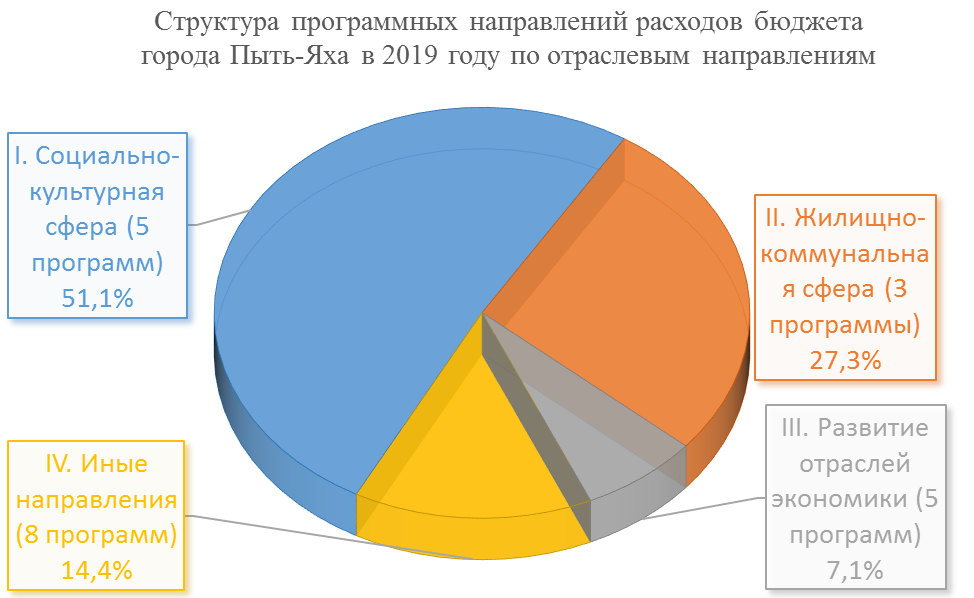 Структура программных направлений расходов бюджета
города Пыть-Яха в 2019 году по отраслевым направлениям
I. Социально-
культурная
сфера (5
программ)
51,1%
II. Жилищно-
коммунальна
я сфера (3
программы)
27,3%
III. Развитие
отраслей
экономики (5
программ)
7,1%
IV. Иные
направления
(8 программ)
14,4%